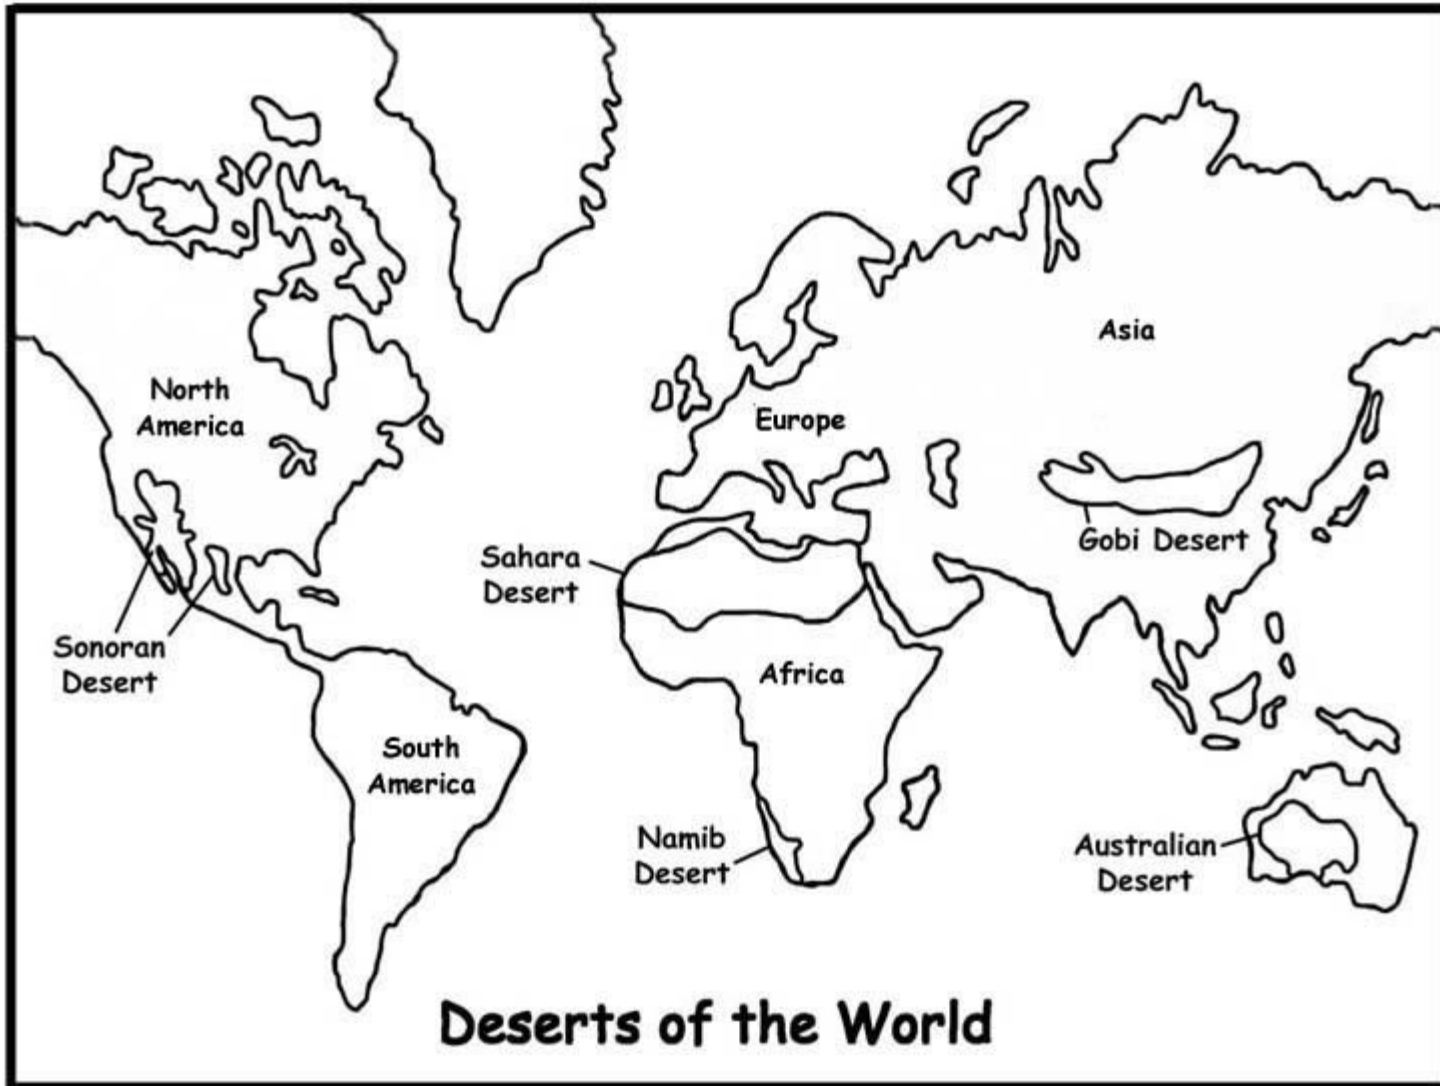 Asia
North
America
Europe
Gobi Desert
Sahara
Desert
Sonoran
Desert
Africa
South
America
Namib
Desert
Australian
Desert
Deserts of the World